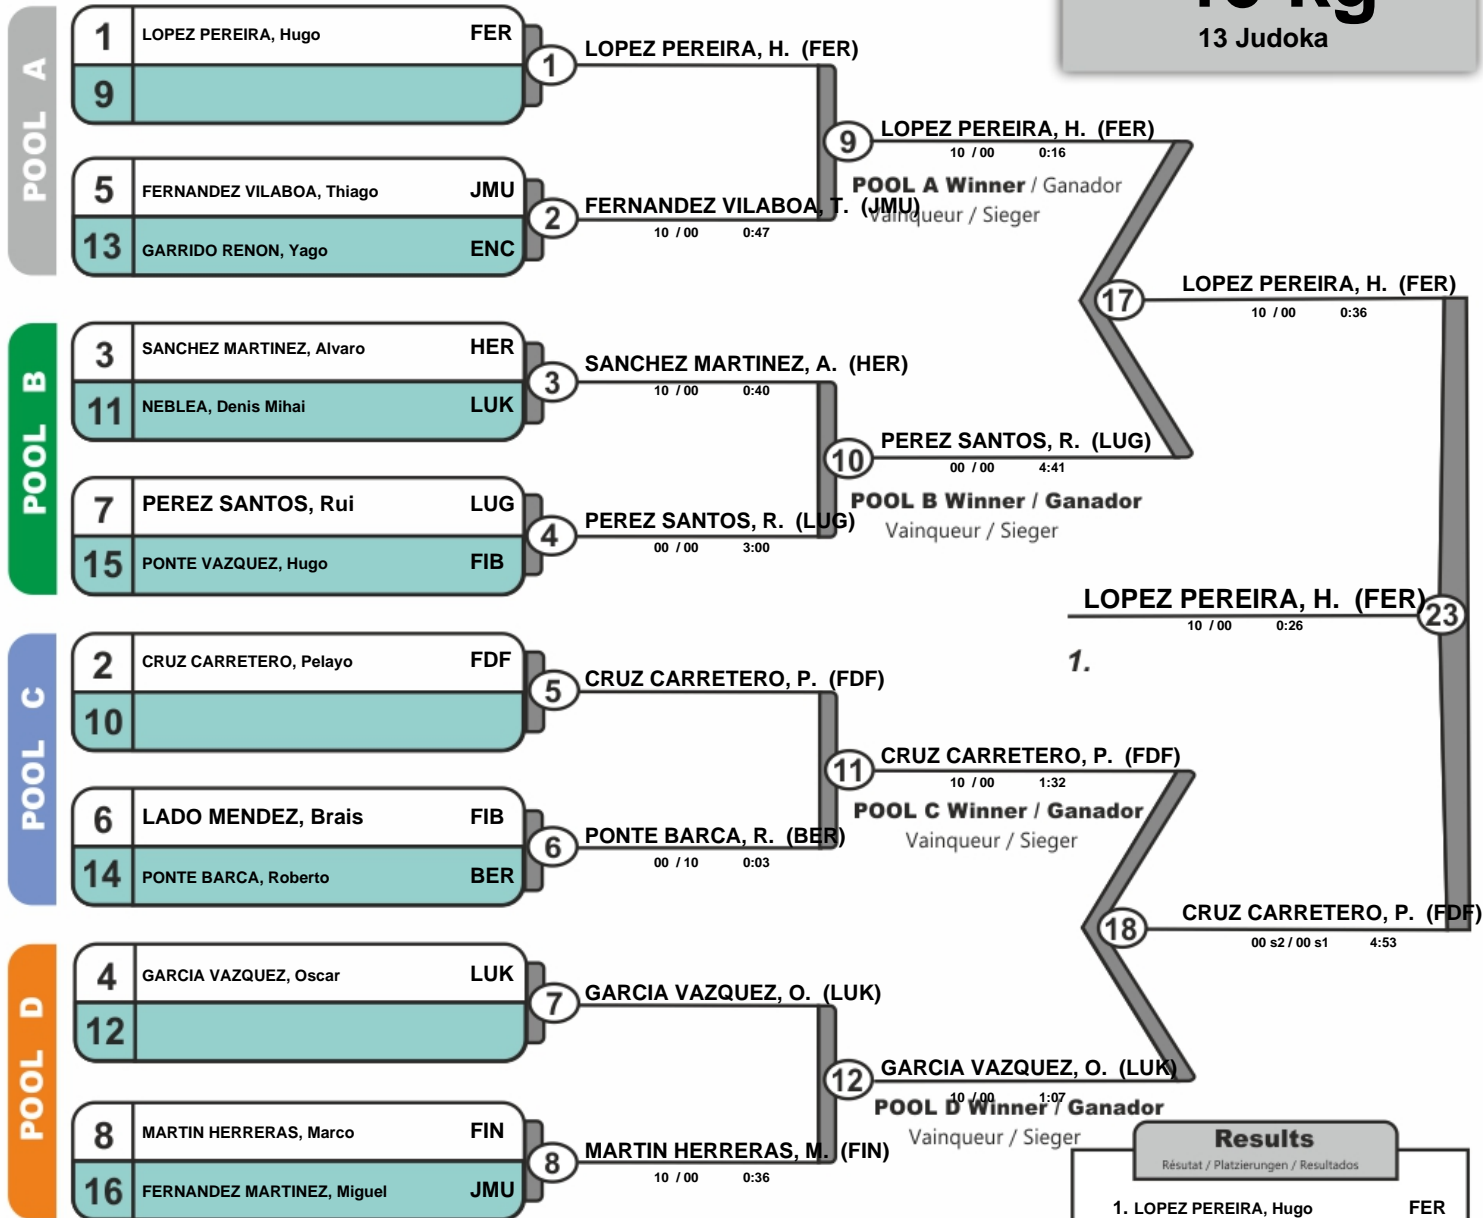 13 Judoka
POOL A
1 LOPEZ PEREIRA, Hugo FER
9
1
LOPEZ PEREIRA, H. (FER)
5 FERNANDEZ VILABOA, Thiago JMU
13 GARRIDO RENON, Yago ENC
2
FERNANDEZ VILABOA, T. (JMU)
10 / 00 0:47
9
LOPEZ PEREIRA, H. (FER)
10 / 00 0:16
POOL A Winner / Ganador
Vainqueur / Sieger
POOL B
3 SANCHEZ MARTINEZ, Alvaro HER
11 NEBLEA, Denis Mihai LUK
3
SANCHEZ MARTINEZ, A. (HER)
10 / 00 0:40
7 PEREZ SANTOS, Rui LUG
15 PONTE VAZQUEZ, Hugo FIB
4
PEREZ SANTOS, R. (LUG)
00 / 00 3:00
10
PEREZ SANTOS, R. (LUG)
00 / 00 4:41
POOL B Winner / Ganador
Vainqueur / Sieger
17
LOPEZ PEREIRA, H. (FER)
10 / 00 0:36
LOPEZ PEREIRA, H. (FER)
23
10 / 00 0:26
1.
POOL C
2 CRUZ CARRETERO, Pelayo FDF
10
5
CRUZ CARRETERO, P. (FDF)
6 LADO MENDEZ, Brais FIB
14 PONTE BARCA, Roberto BER
6
PONTE BARCA, R. (BER)
00 / 10 0:03
11
CRUZ CARRETERO, P. (FDF)
10 / 00 1:32
POOL C Winner / Ganador
Vainqueur / Sieger
18
CRUZ CARRETERO, P. (FDF)
00 s2 / 00 s1 4:53
POOL D
4 GARCIA VAZQUEZ, Oscar LUK
12
7
GARCIA VAZQUEZ, O. (LUK)
8 MARTIN HERRERAS, Marco FIN
16 FERNANDEZ MARTINEZ, Miguel JMU
8
MARTIN HERRERAS, M. (FIN)
10 / 00 0:36
12
GARCIA VAZQUEZ, O. (LUK)
10 / 00 1:07
POOL D Winner / Ganador
Vainqueur / Sieger
Results
Résutat / Platzierungen / Resultados
1. LOPEZ PEREIRA, Hugo FER